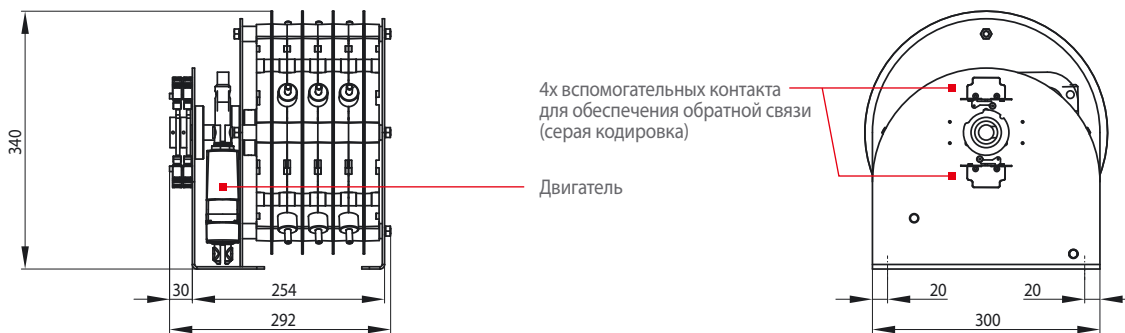 340
4x вспомогательных контакта
для обеспечения обратной связи
(серая кодировка)
Двигатель
30
254
292
20
20
300